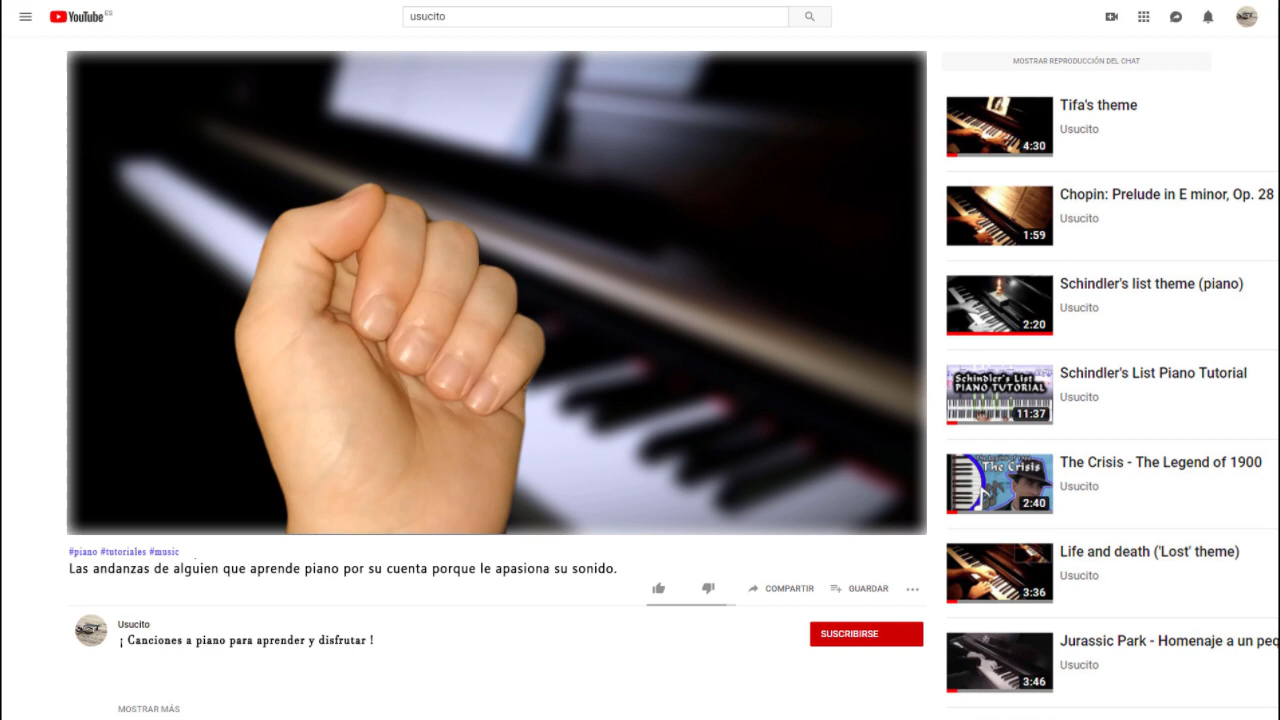 YouTube ES
usucito
MOSTRAR REPRODUCCIÓN DEL CHAT
Tifa's theme
Usucito
4:30
Chopin: Prelude in E minor, Op. 28
Usucito
1:59
Schindler's list theme (piano)
Usucito
2:20
Schindler's List Piano Tutorial
Usucito
Schindler's List
PIANO TUTORIAL
11:37
The Crisis - The Legend of 1900
Usucito
The Legend of 1900
The Crisis
2:40
Life and death ('Lost' theme)
Usucito
3:36
Jurassic Park - Homenaje a un peq
Usucito
3:46
#piano #tutoriales #music
Las andanzas de alguien que aprende piano por su cuenta porque le apasiona su sonido.
COMPARTIR
GUARDAR
Usucito
¡ Canciones a piano para aprender y disfrutar !
SUSCRIBIRSE
MOSTRAR MÁS